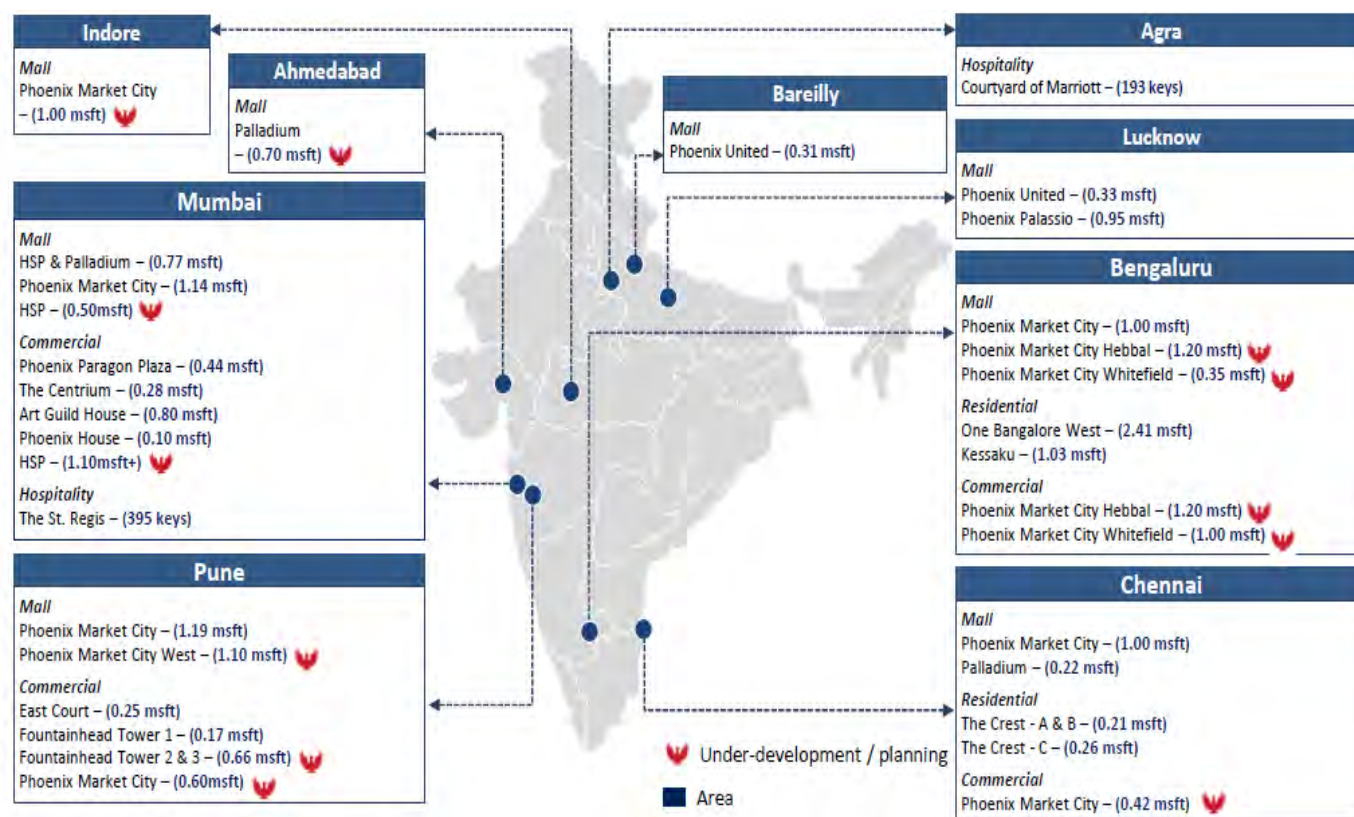 Indore
Mall
Phoenix Market City
– (1.00 msft)
Ahmedabad
Mall
Palladium
– (0.70 msft)
Mumbai
Mall
HSP & Palladium – (0.77 msft)
Phoenix Market City – (1.14 msft)
HSP – (0.50msft)
Commercial
Phoenix Paragon Plaza – (0.44 msft)
The Centrium – (0.28 msft)
Art Guild House – (0.80 msft)
Phoenix House – (0.10 msft)
HSP – (1.10msft+)
Hospitality
The St. Regis – (395 keys)
Pune
Mall
Phoenix Market City – (1.19 msft)
Phoenix Market City West – (1.10 msft)
Commercial
East Court – (0.25 msft)
Fountainhead Tower 1 – (0.17 msft)
Fountainhead Tower 2 & 3 – (0.66 msft)
Phoenix Market City – (0.60msft)
Bareilly
Mall
Phoenix United – (0.31 msft)
Agra
Hospitality
Courtyard of Marriott – (193 keys)
Lucknow
Mall
Phoenix United – (0.33 msft)
Phoenix Palassio – (0.95 msft)
Bengaluru
Mall
Phoenix Market City – (1.00 msft)
Phoenix Market City Hebbal – (1.20 msft)
Phoenix Market City Whitefield – (0.35 msft)
Residential
One Bangalore West – (2.41 msft)
Kessaku – (1.03 msft)
Commercial
Phoenix Market City Hebbal – (1.20 msft)
Phoenix Market City Whitefield – (1.00 msft)
Chennai
Mall
Phoenix Market City – (1.00 msft)
Palladium – (0.22 msft)
Residential
The Crest - A & B – (0.21 msft)
The Crest - C – (0.26 msft)
Commercial
Phoenix Market City – (0.42 msft)
Under-development / planning
Area